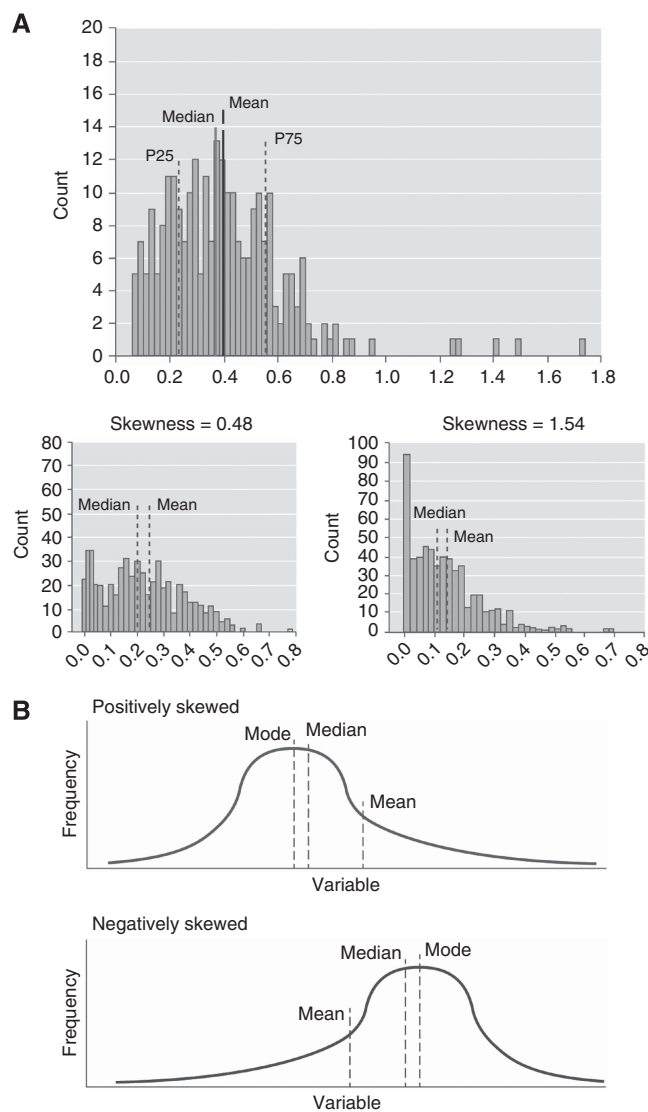 A
20
18
16
14
12
10
8
6
4
2
0
Count
Median
Mean
P25
P75
0.0 0.2 0.4 0.6 0.8 1.0 1.2 1.4 1.6 1.8
Skewness = 0.48
80
70
60
50
40
30
20
10
0
Count
Median Mean
0.0 0.1 0.2 0.3 0.4 0.5 0.6 0.7 0.8
Skewness = 1.54
100
90
80
70
60
50
40
30
20
10
0
Count
Median
Mean
0.0 0.1 0.2 0.3 0.4 0.5 0.6 0.7 0.8
B
Positively skewed
Frequency
Mode Median
Mean
Variable
Negatively skewed
Frequency
Median Mode
Mean
Variable